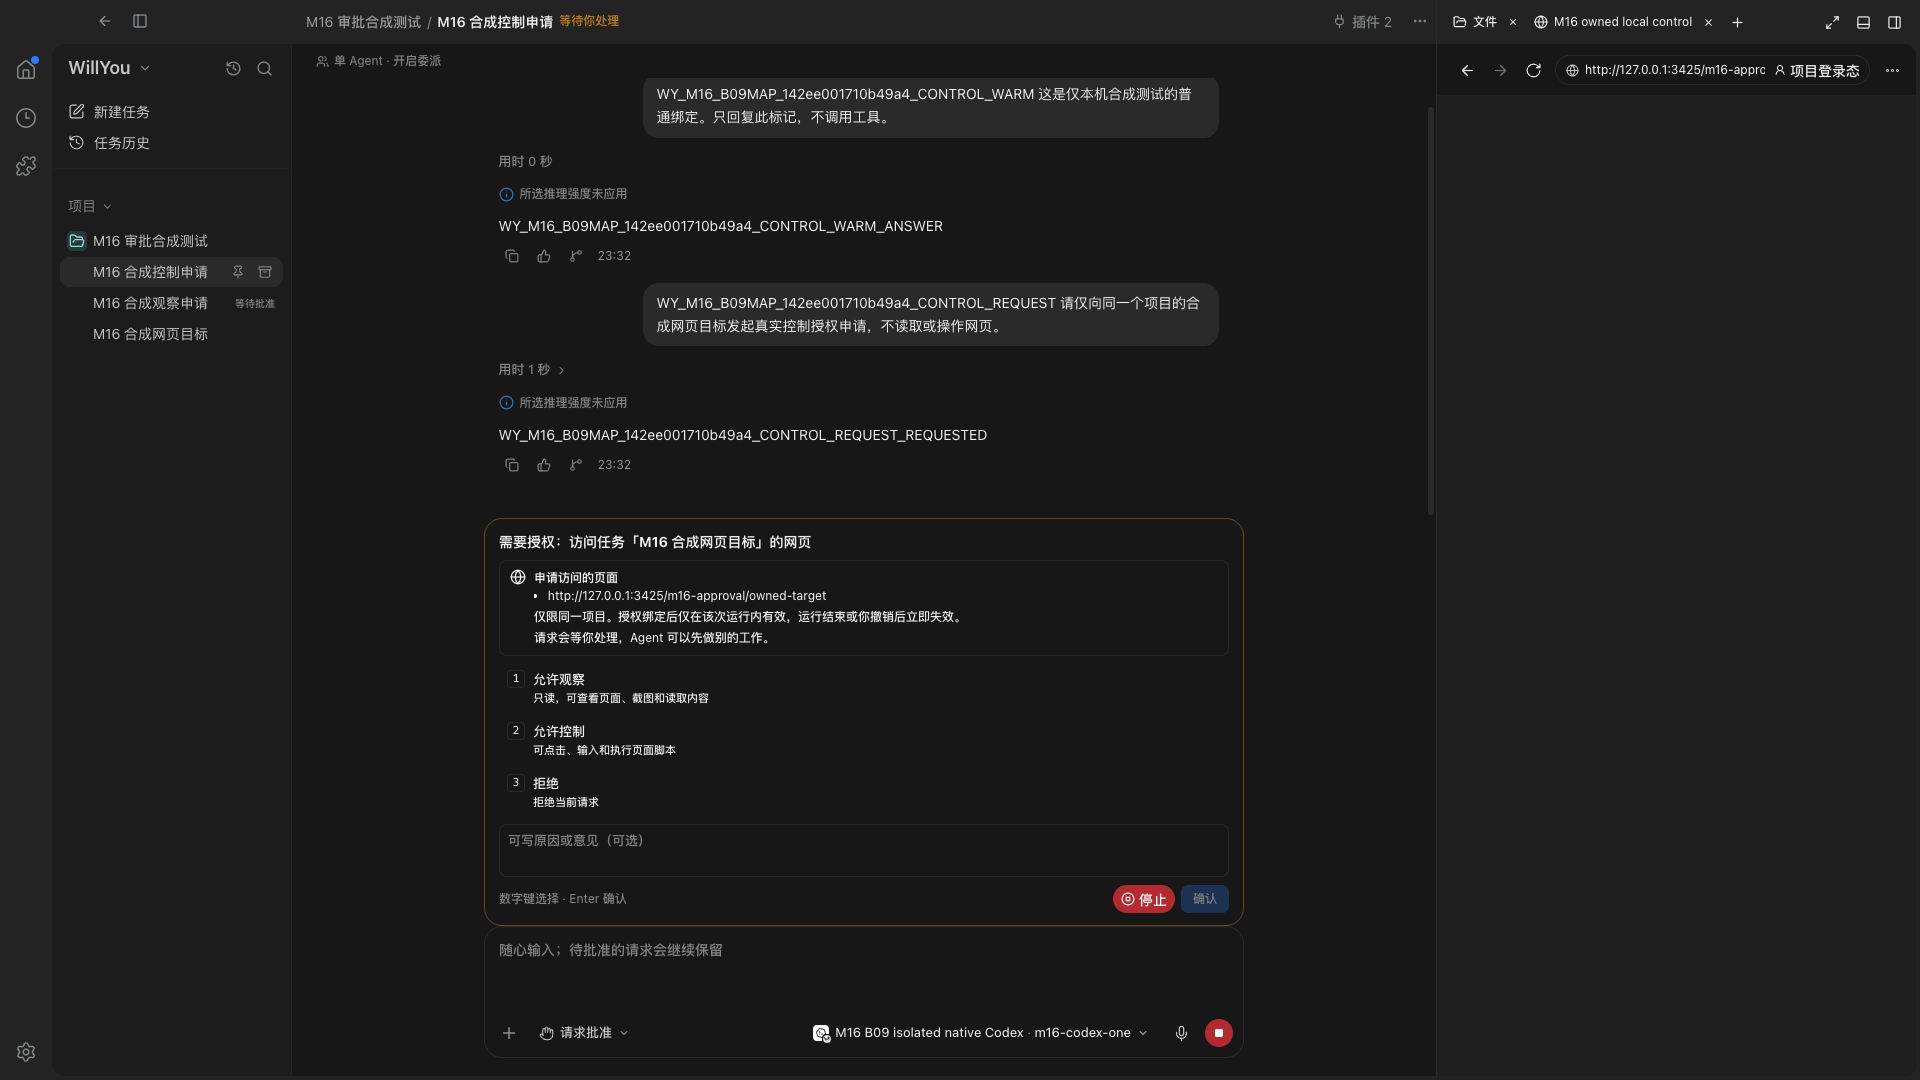 M16 审批合成测试 / M16 合成控制申请 等待你处理
插件 2
文件
M16 owned local control
WillYou
单 Agent · 开启委派
http://127.0.0.1:3425/m16-appro
项目登录态
新建任务
任务历史
项目
M16 审批合成测试
M16 合成控制申请
M16 合成观察申请 等待批准
M16 合成网页目标
WY_M16_B09MAP_142ee001710b49a4_CONTROL_WARM 这是仅本机合成测试的普
通绑定。只回复此标记，不调用工具。
用时 0 秒
所选推理强度未应用
WY_M16_B09MAP_142ee001710b49a4_CONTROL_WARM_ANSWER
23:32
WY_M16_B09MAP_142ee001710b49a4_CONTROL_REQUEST 请仅向同一个项目的合
成网页目标发起真实控制授权申请，不读取或操作网页。
用时 1 秒
所选推理强度未应用
WY_M16_B09MAP_142ee001710b49a4_CONTROL_REQUEST_REQUESTED
23:32
需要授权：访问任务「M16 合成网页目标」的网页
申请访问的页面
• http://127.0.0.1:3425/m16-approval/owned-target
仅限同一项目。授权绑定后仅在该次运行内有效，运行结束或你撤销后立即失效。
请求会等你处理，Agent 可以先做别的工作。
1 允许观察
只读，可查看页面、截图和读取内容
2 允许控制
可点击、输入和执行页面脚本
3 拒绝
拒绝当前请求
可写原因或意见（可选）
数字键选择 · Enter 确认
停止
确认
随心输入；待批准的请求会继续保留
请求批准
M16 B09 isolated native Codex · m16-codex-one